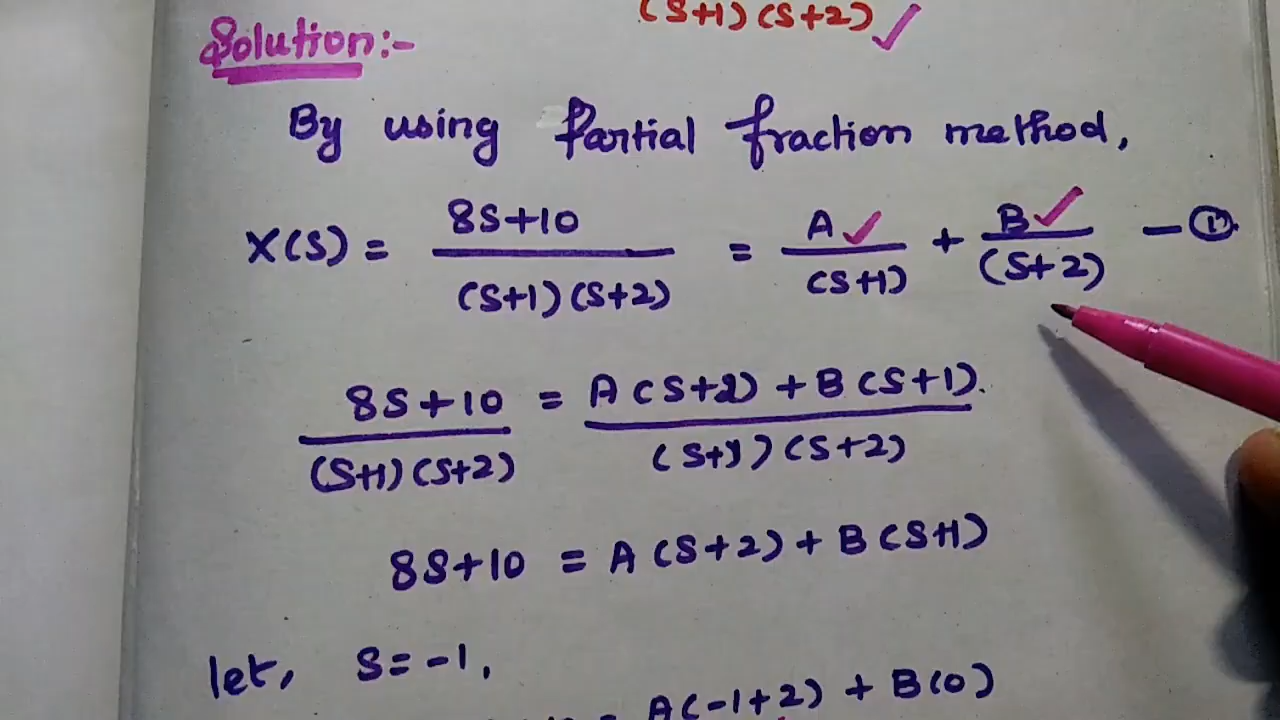 (S+1) (S+2) ✓
Solution:-
By using Partial fraction method,
X(S) = 8S+10 / (S+1) (S+2) = A ✓ / (S+1) + B ✓ / (S+2) — ①
8S+10 / (S+1) (S+2) = A (S+2) + B (S+1). / (S+1) (S+2)
8S+10 = A (S+2) + B (S+1)
let, S = -1,
= A(-1+2) + B(0)